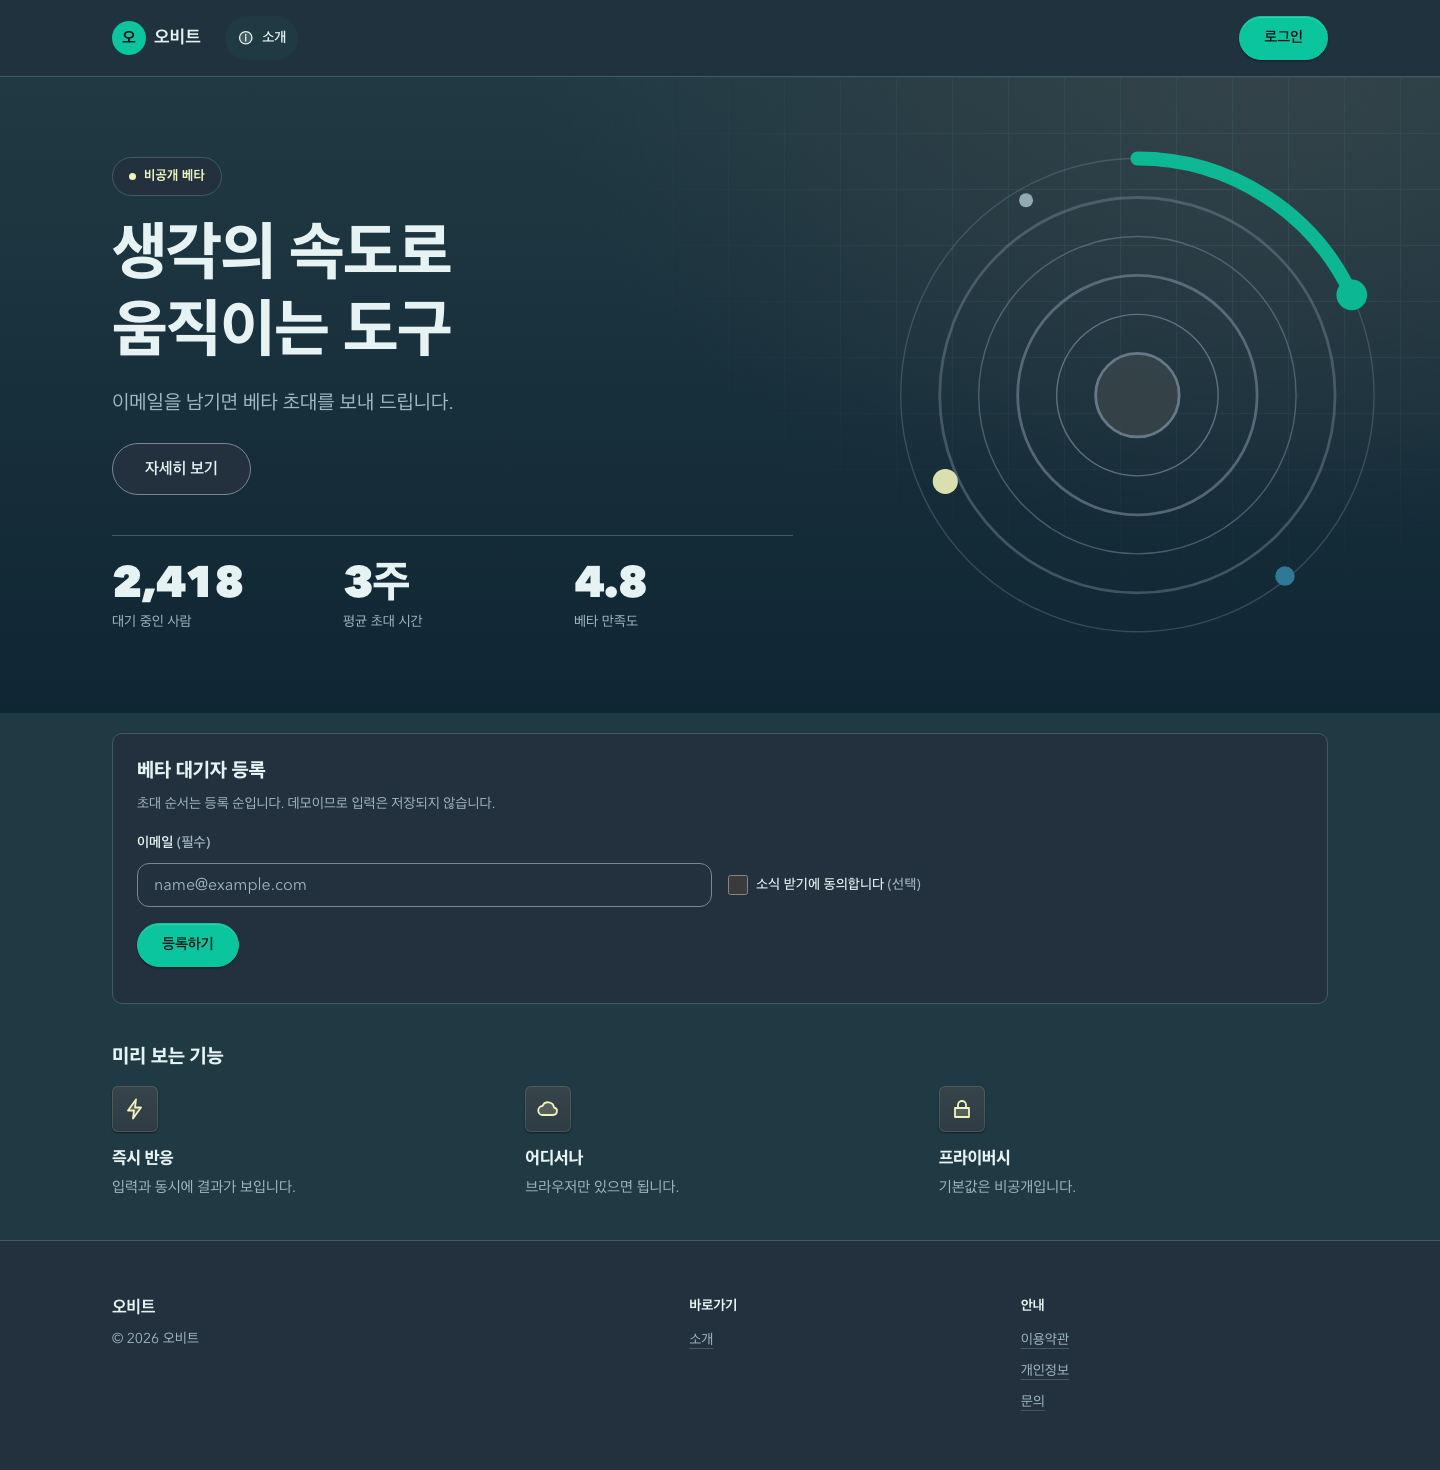 오 오비트 소개 로그인
비공개 베타
생각의 속도로
움직이는 도구
이메일을 남기면 베타 초대를 보내 드립니다.
자세히 보기
2,418 3주 4.8
대기 중인 사람 평균 초대 시간 베타 만족도
베타 대기자 등록
초대 순서는 등록 순입니다. 데모이므로 입력은 저장되지 않습니다.
이메일 (필수)
name@example.com 소식 받기에 동의합니다 (선택)
등록하기
미리 보는 기능
즉시 반응 어디서나 프라이버시
입력과 동시에 결과가 보입니다. 브라우저만 있으면 됩니다. 기본값은 비공개입니다.
오비트 바로가기 안내
© 2026 오비트 소개 이용약관
개인정보
문의